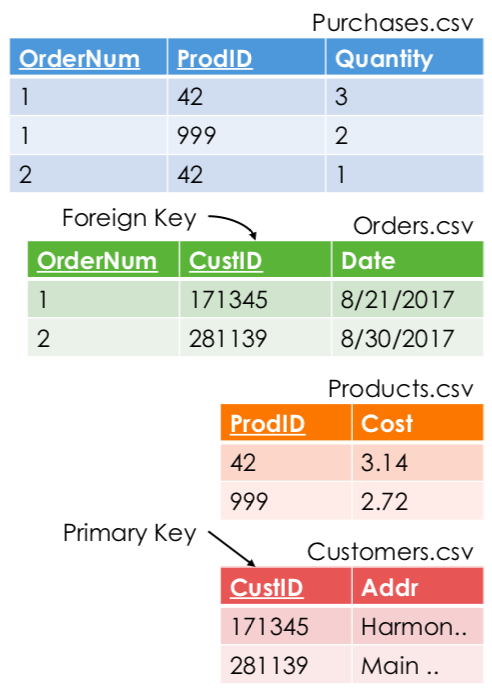 Purchases.csv
OrderNum ProdID Quantity
1 42 3
1 999 2
2 42 1
Foreign Key
Orders.csv
OrderNum CustID Date
1 171345 8/21/2017
2 281139 8/30/2017
Products.csv
ProdID Cost
42 3.14
999 2.72
Primary Key
Customers.csv
CustID Addr
171345 Harmon..
281139 Main ..